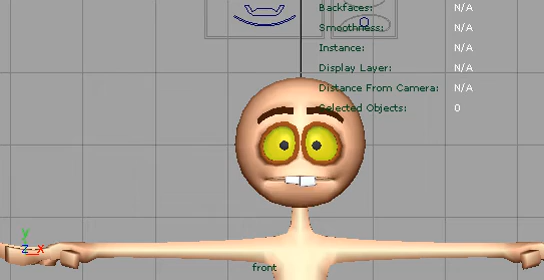 Backfaces: N/A
Smoothness: N/A
Instance: N/A
Display Layer: N/A
Distance From Camera: N/A
Selected Objects: 0
y
z x
front